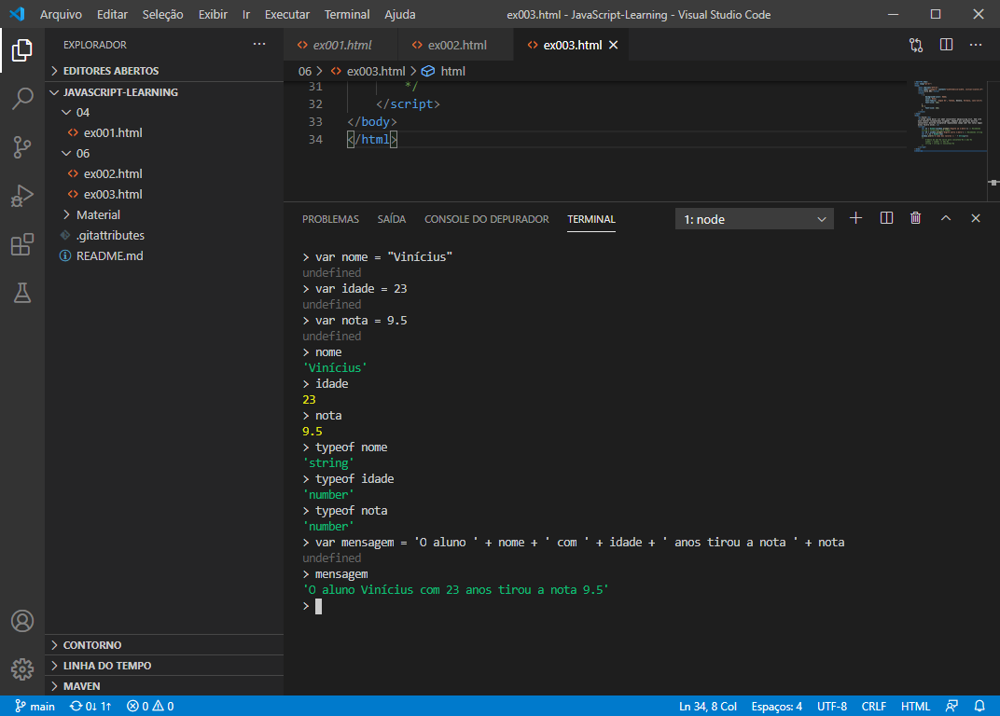 Arquivo Editar Seleção Exibir Ir Executar Terminal Ajuda ex003.html - JavaScript-Learning - Visual Studio Code
EXPLORADOR
EDITORES ABERTOS
JAVASCRIPT-LEARNING
04
ex001.html
06
ex002.html
ex003.html
Material
.gitattributes
README.md
CONTORNO
LINHA DO TEMPO
MAVEN
ex001.html ex002.html ex003.html
06 > ex003.html > html
31 */
32 </script>
33 </body>
34 </html>
PROBLEMAS SAÍDA CONSOLE DO DEPURADOR TERMINAL 1: node
> var nome = "Vinícius"
undefined
> var idade = 23
undefined
> var nota = 9.5
undefined
> nome
'Vinícius'
> idade
23
> nota
9.5
> typeof nome
'string'
> typeof idade
'number'
> typeof nota
'number'
> var mensagem = 'O aluno ' + nome + ' com ' + idade + ' anos tirou a nota ' + nota
undefined
> mensagem
'O aluno Vinícius com 23 anos tirou a nota 9.5'
>
main 0↓ 1↑ 0 0 Ln 34, 8 Col Espaços: 4 UTF-8 CRLF HTML